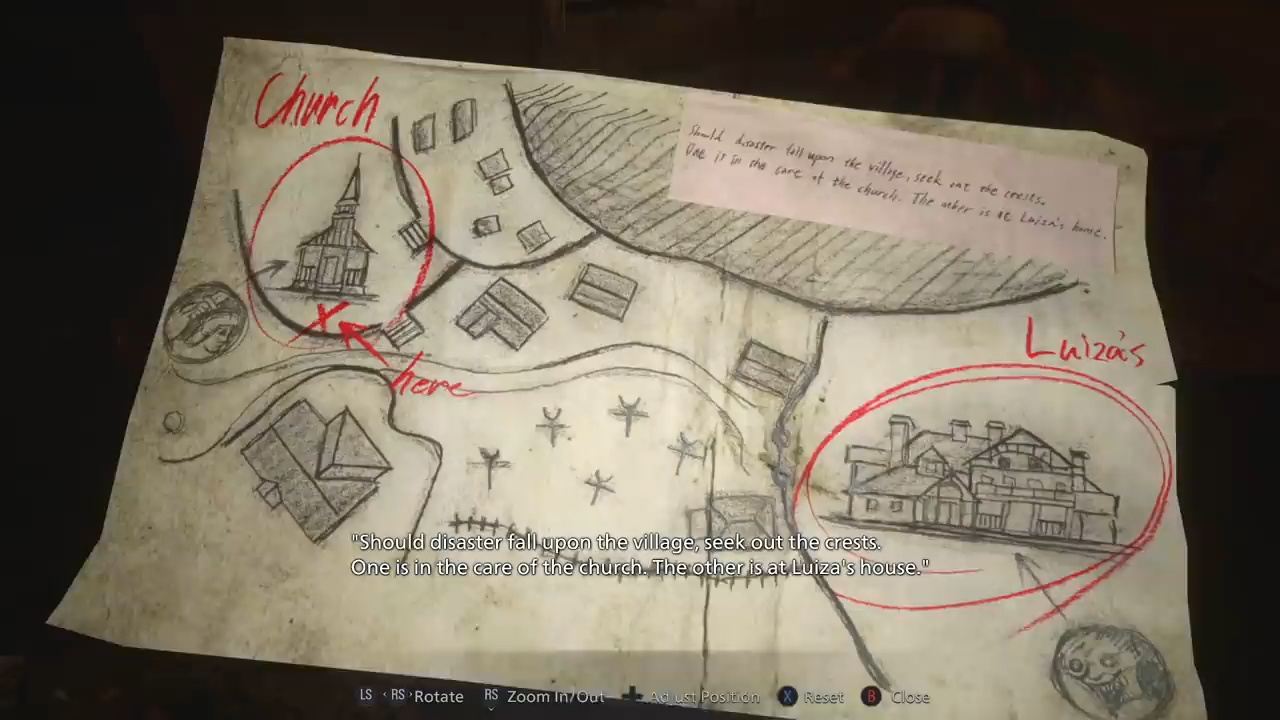 Church
Should disaster fall upon the village, seek out the crests.
One is in the care of the church. The other is at Luiza's home.
Luiza's
here
"Should disaster fall upon the village, seek out the crests.
One is in the care of the church. The other is at Luiza's house."
LS RS Rotate RS Zoom In/Out Adjust Position X Reset B Close